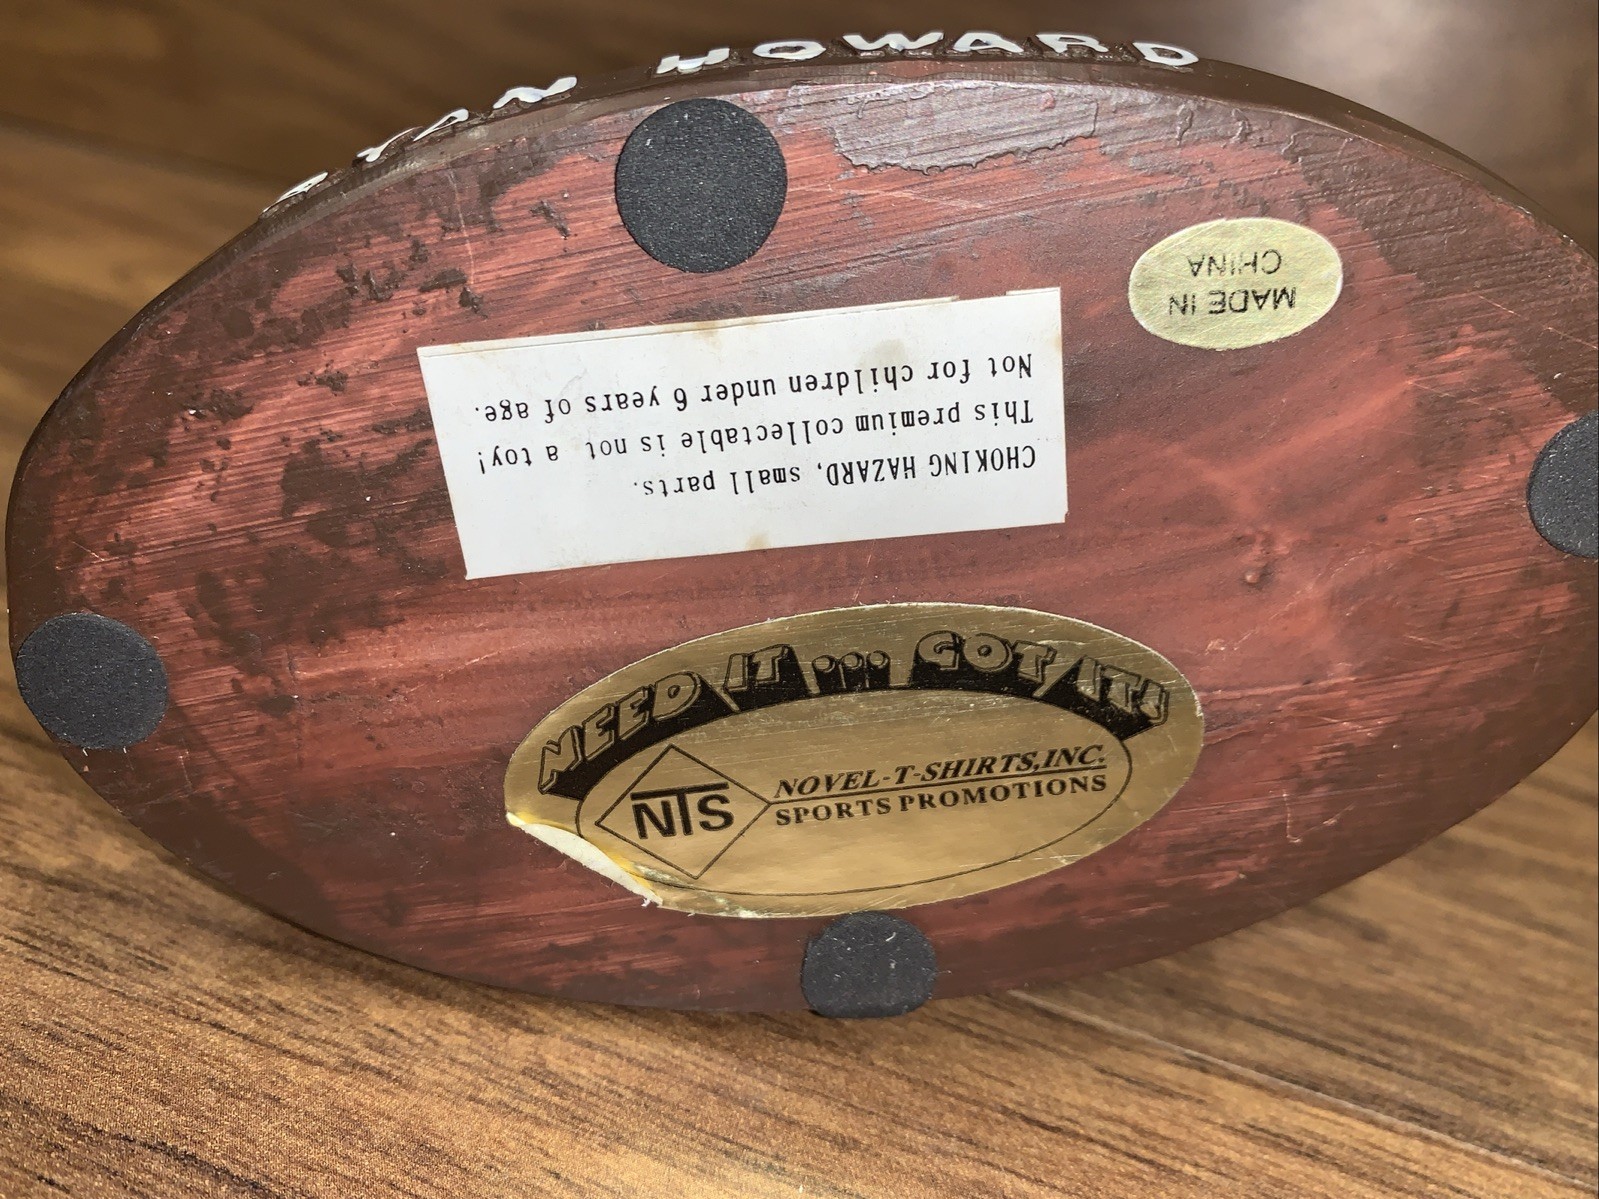 RYAN HOWARD
MADE IN
CHINA
CHOKING HAZARD, small parts.
This premium collectable is not a toy!
Not for children under 6 years of age.
NEED IT... GOT IT!
NTS
NOVEL-T-SHIRTS, INC.
SPORTS PROMOTIONS